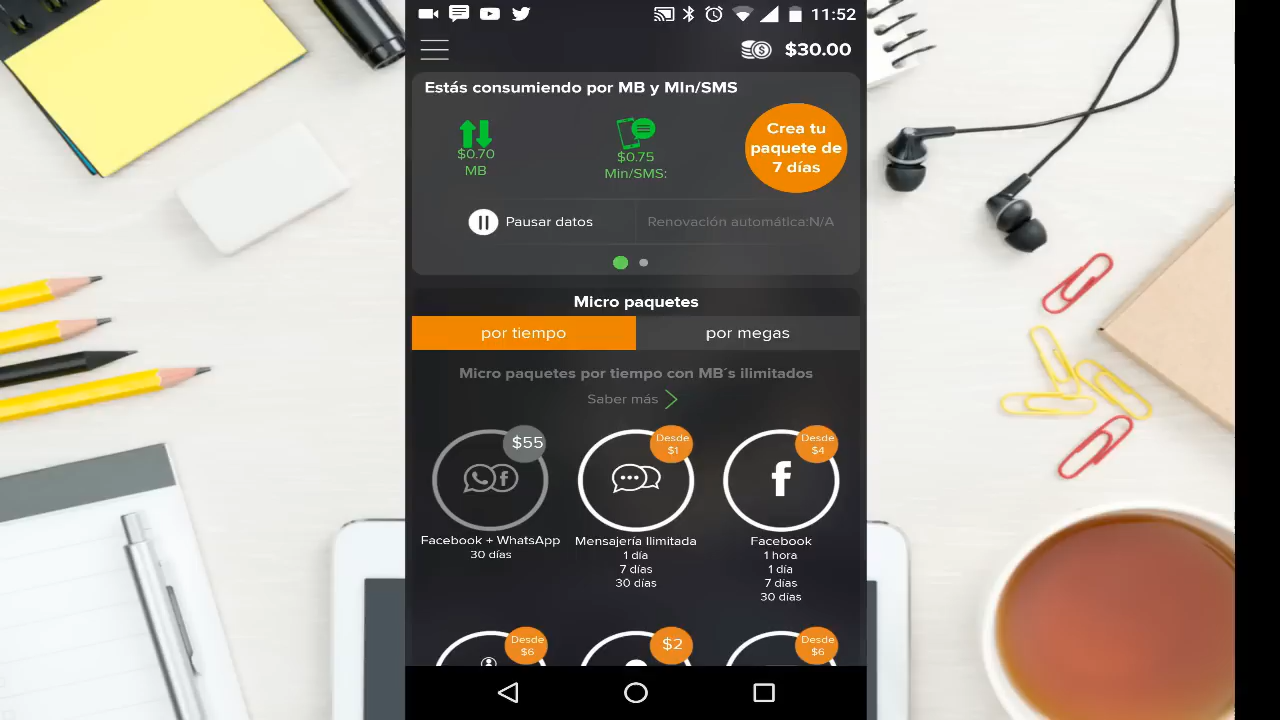 11:52
$30.00
Estás consumiendo por MB y MIn/SMS
$0.70
MB
$0.75
Min/SMS:
Crea tu
paquete de
7 días
Pausar datos
Renovación automática:N/A
Micro paquetes
por tiempo
por megas
Micro paquetes por tiempo con MB´s ilimitados
Saber más
$55
Facebook + WhatsApp
30 días
Desde
$1
Mensajería Ilimitada
1 día
7 días
30 días
Desde
$4
Facebook
1 hora
1 día
7 días
30 días
Desde
$6
$2
Desde
$6